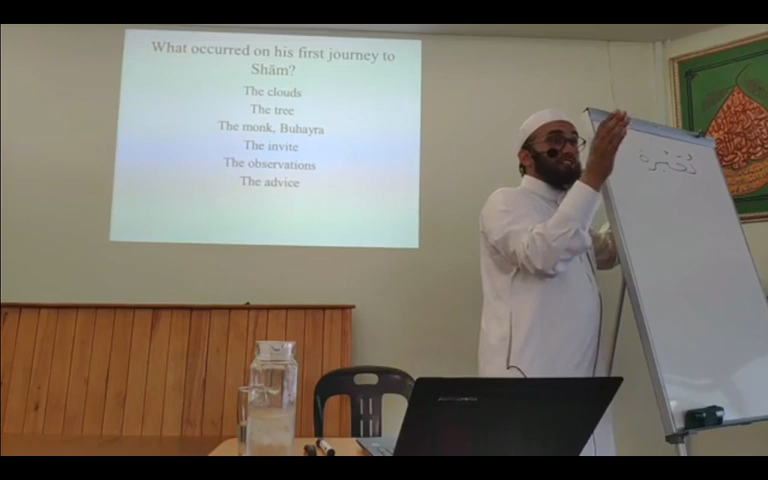 What occurred on his first journey to
Shām?
The clouds
The tree
The monk, Buhayra
The invite
The observations
The advice
lenovo